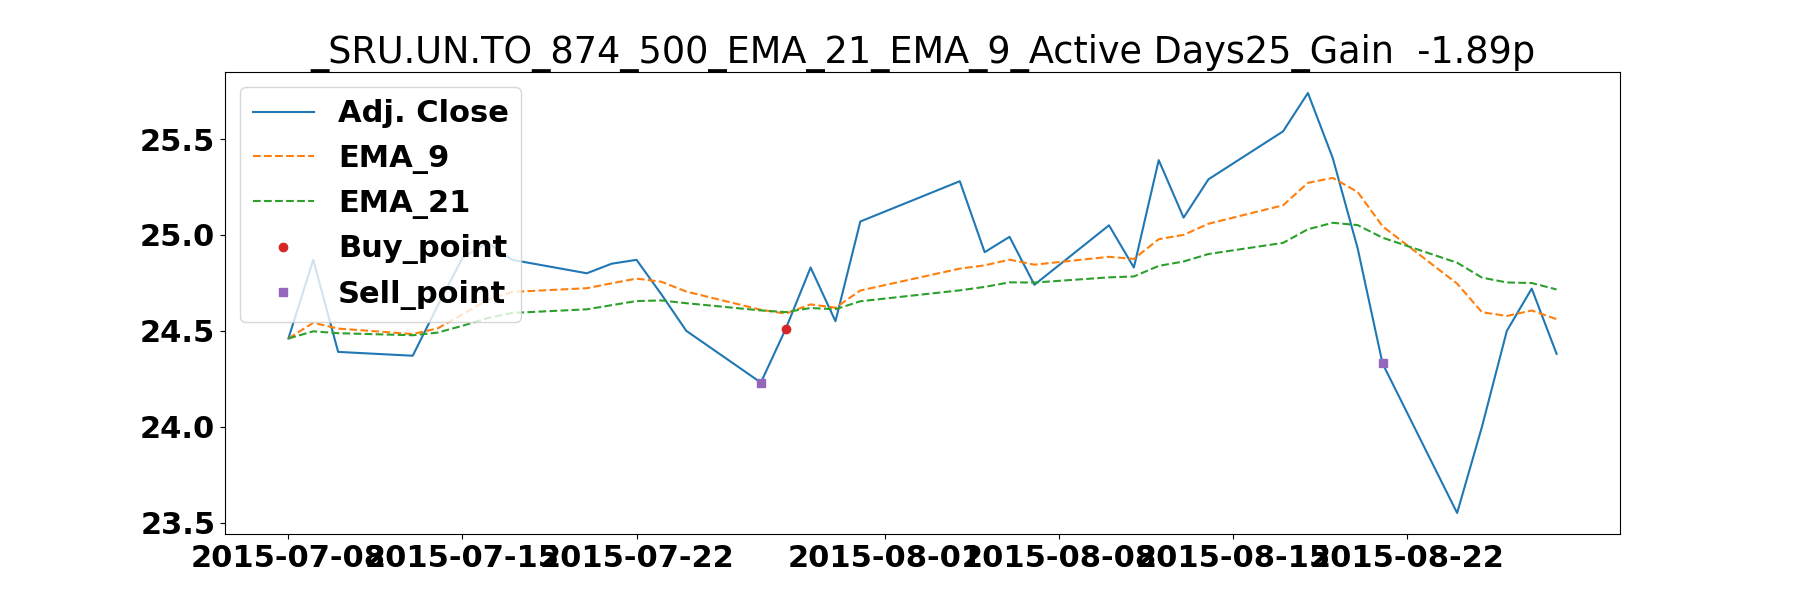 _SRU.UN.TO_874_500_EMA_21_EMA_9_Active Days25_Gain  -1.89p
Adj. Close
EMA_9
EMA_21
Buy_point
Sell_point
25.5
25.0
24.5
24.0
23.5
2015-07-08 2015-07-15 2015-07-22 2015-08-01 2015-08-08 2015-08-15 2015-08-22